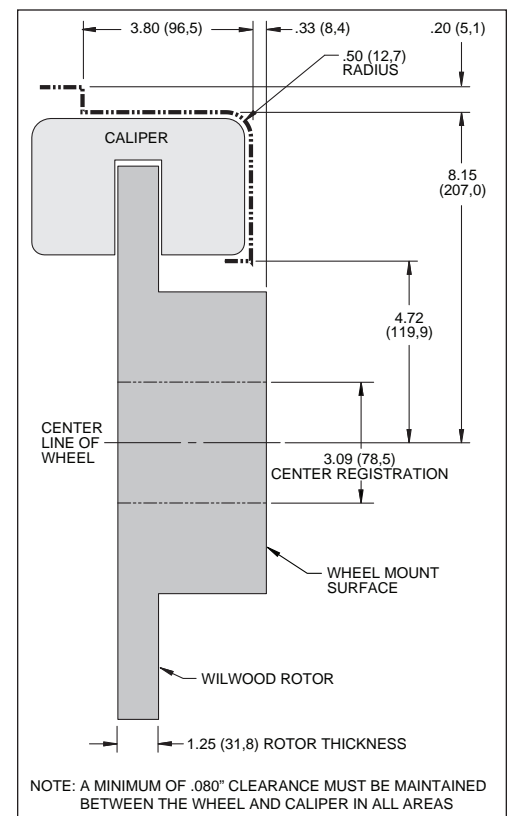 3.80 (96,5)
.33 (8,4)
.20 (5,1)
.50 (12,7)
RADIUS
CALIPER
8.15
(207,0)
4.72
(119,9)
CENTER
LINE OF
WHEEL
3.09 (78,5)
CENTER REGISTRATION
WHEEL MOUNT
SURFACE
WILWOOD ROTOR
1.25 (31,8) ROTOR THICKNESS
NOTE: A MINIMUM OF .080" CLEARANCE MUST BE MAINTAINED
BETWEEN THE WHEEL AND CALIPER IN ALL AREAS